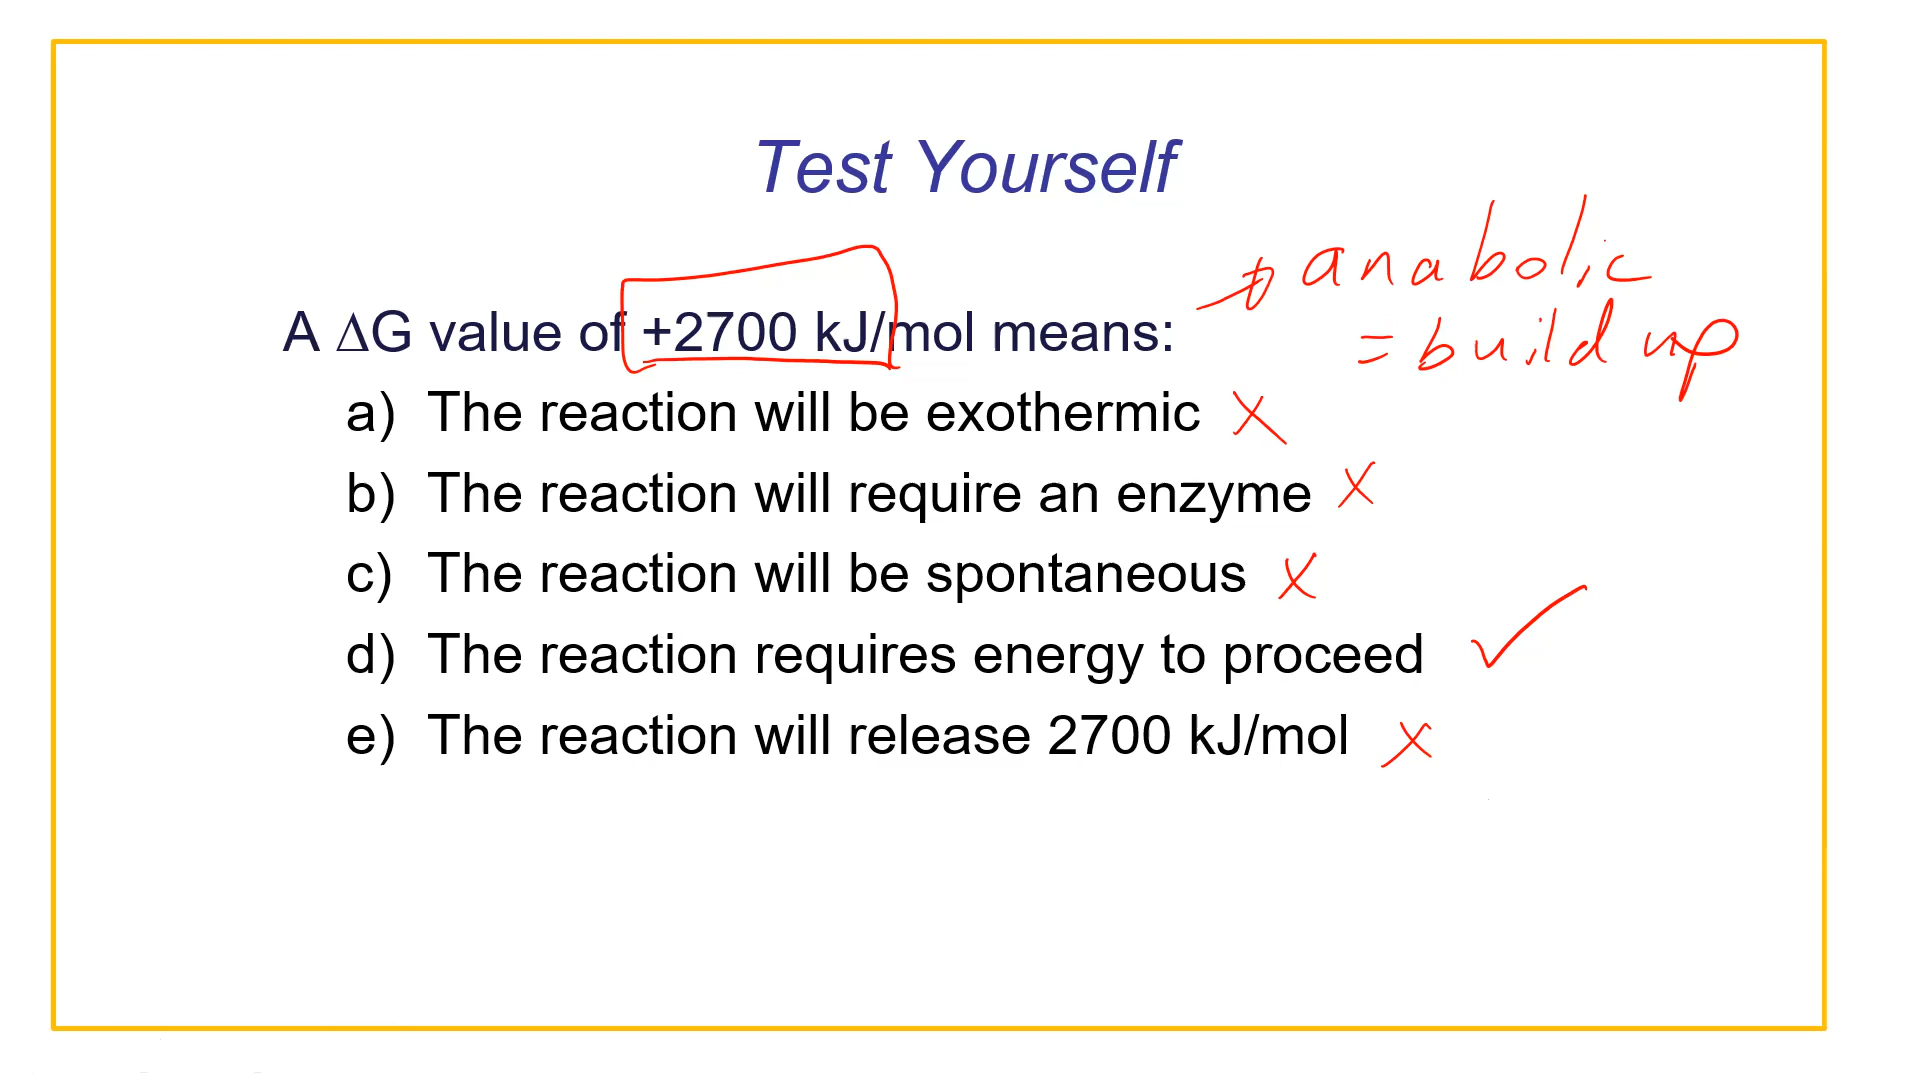 Test Yourself
anabolic
= build up
A ΔG value of +2700 kJ/mol means:
a) The reaction will be exothermic X
b) The reaction will require an enzyme X
c) The reaction will be spontaneous X
d) The reaction requires energy to proceed ✓
e) The reaction will release 2700 kJ/mol X